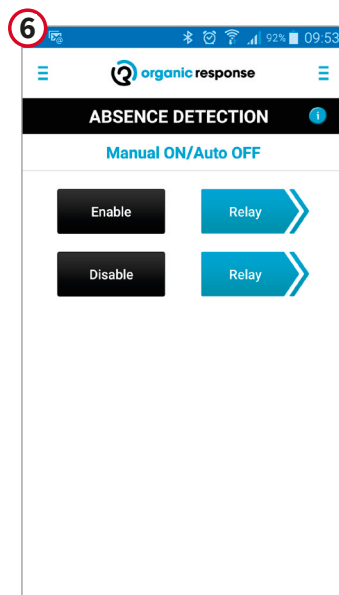 6
92% 09:53
organic response
ABSENCE DETECTION i
Manual ON/Auto OFF
Enable Relay
Disable Relay